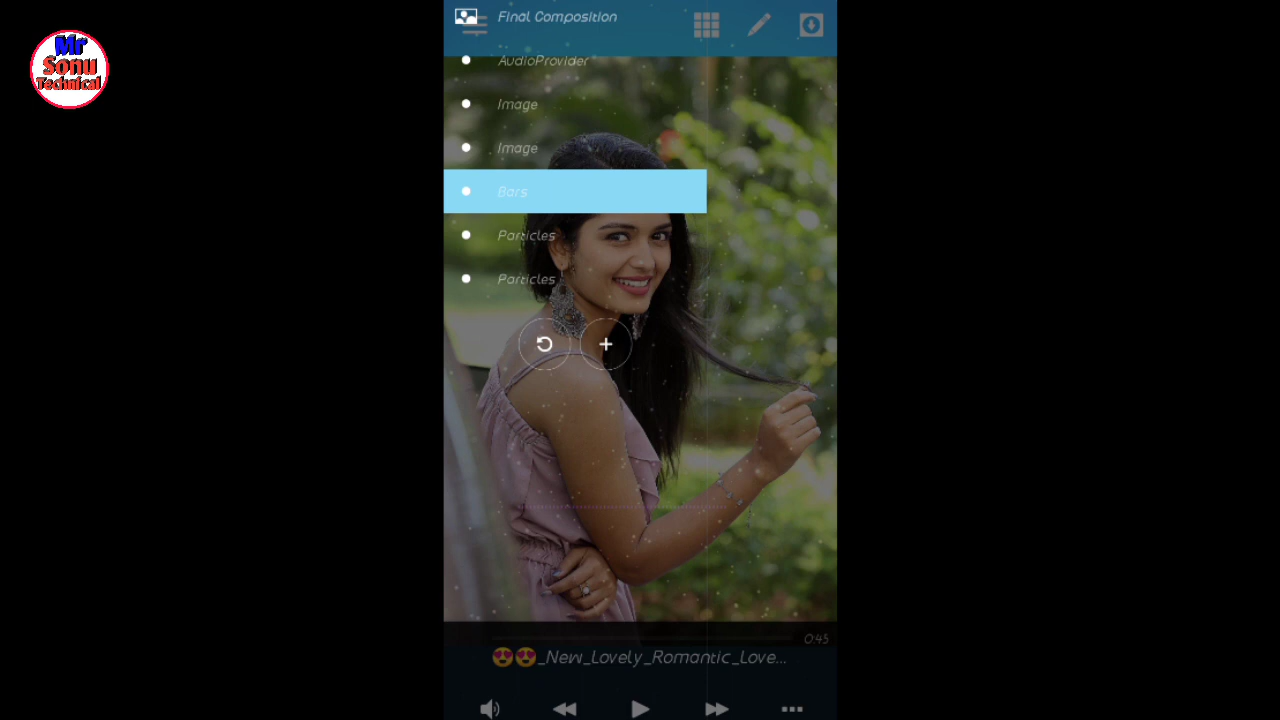 Mr
Sonu
Technical
Final Composition
AudioProvider
Image
Image
Bars
Particles
Particles
0:45
😍😍_New_Lovely_Romantic_Love...